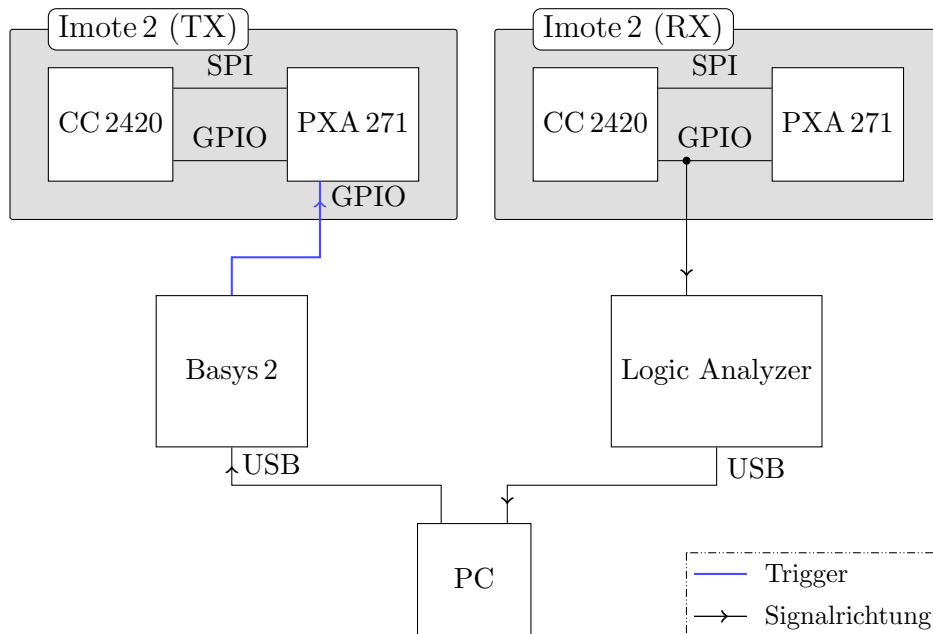 Imote 2 (TX)
Imote 2 (RX)
SPI
SPI
CC 2420
PXA 271
CC 2420
PXA 271
GPIO
GPIO
GPIO
Basys 2
Logic Analyzer
USB
USB
PC
Trigger
Signalrichtung